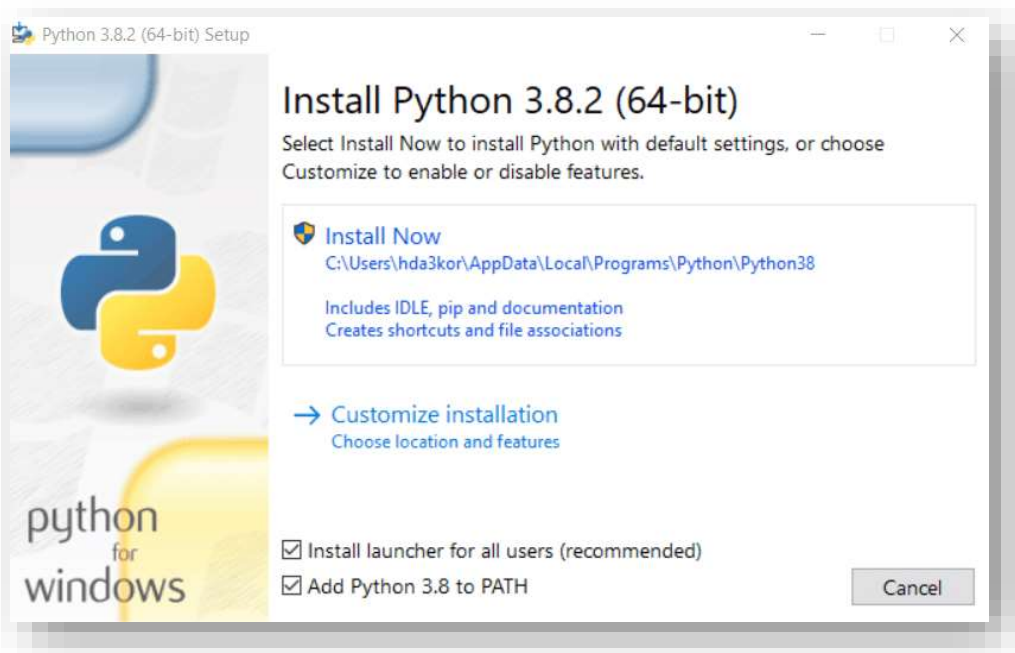 Python 3.8.2 (64-bit) Setup
Install Python 3.8.2 (64-bit)
Select Install Now to install Python with default settings, or choose
Customize to enable or disable features.
Install Now
C:\Users\hda3kor\AppData\Local\Programs\Python\Python38
Includes IDLE, pip and documentation
Creates shortcuts and file associations
Customize installation
Choose location and features
python
for
windows
Install launcher for all users (recommended)
Add Python 3.8 to PATH
Cancel